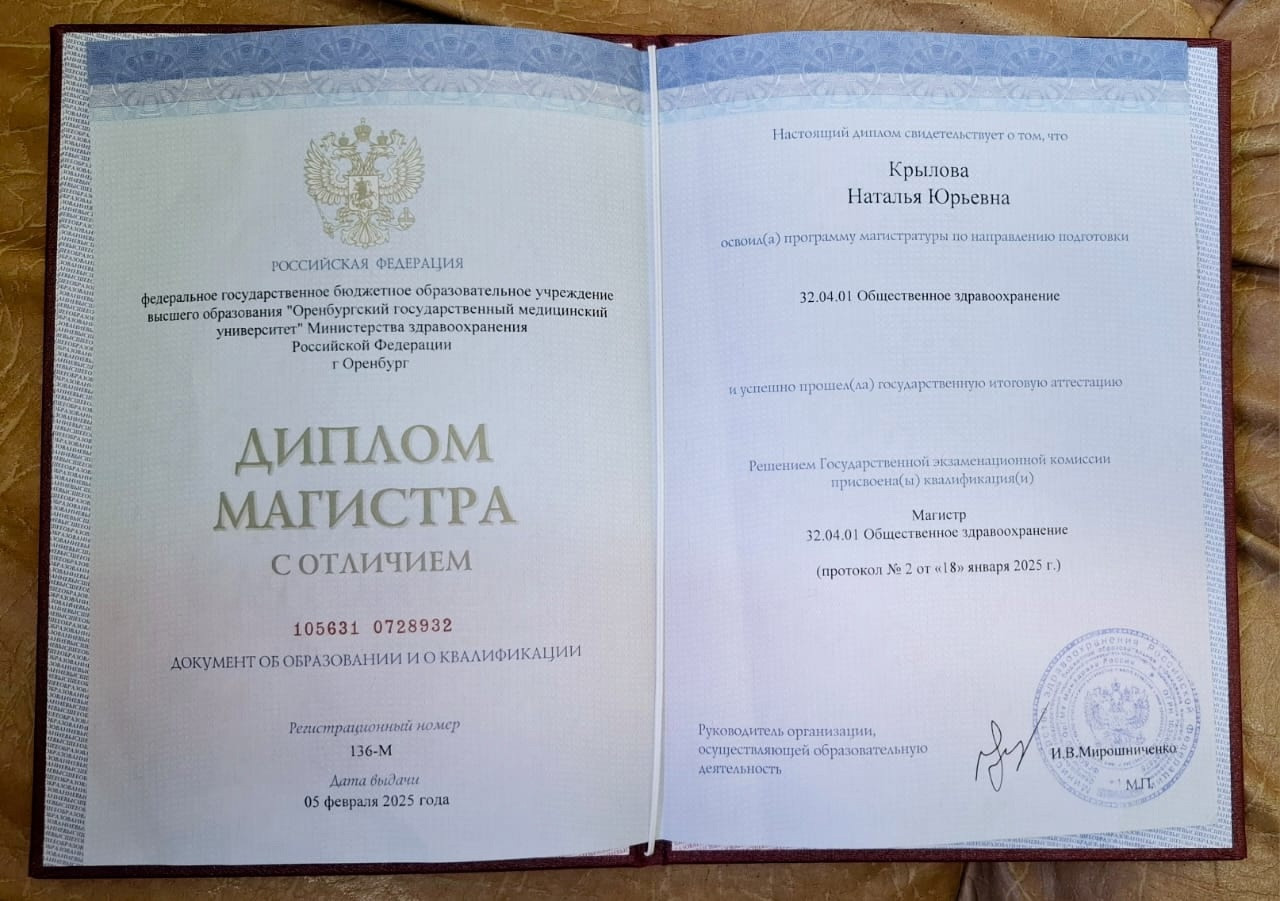 РОССИЙСКАЯ ФЕДЕРАЦИЯ
федеральное государственное бюджетное образовательное учреждение
высшего образования "Оренбургский государственный медицинский
университет" Министерства здравоохранения
Российской Федерации
г Оренбург
ДИПЛОМ
МАГИСТРА
С ОТЛИЧИЕМ
105631 0728932
ДОКУМЕНТ ОБ ОБРАЗОВАНИИ И О КВАЛИФИКАЦИИ
Регистрационный номер
136-М
Дата выдачи
05 февраля 2025 года
Настоящий диплом свидетельствует о том, что
Крылова
Наталья Юрьевна
освоил(а) программу магистратуры по направлению подготовки
32.04.01 Общественное здравоохранение
и успешно прошел(ла) государственную итоговую аттестацию
Решением Государственной экзаменационной комиссии
присвоена(ы) квалификация(и)
Магистр
32.04.01 Общественное здравоохранение
(протокол № 2 от «18» января 2025 г.)
Руководитель организации,
осуществляющей образовательную
деятельность
И.В.Мирошниченко
М.П.